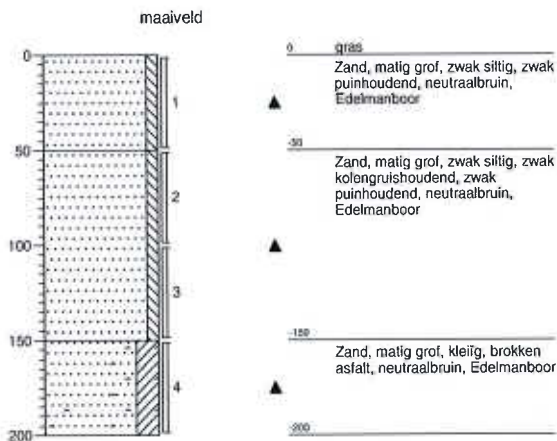 maaiveld
0
50
100
150
200
1
2
3
4
0 gras
Zand, matig grof, zwak siltig, zwak
puinhoudend, neutraalbruin,
Edelmanboor
-50
Zand, matig grof, zwak siltig, zwak
kolengruishoudend, zwak
puinhoudend, neutraalbruin,
Edelmanboor
-150
Zand, matig grof, kleiïg, brokken
asfalt, neutraalbruin, Edelmanboor
-200